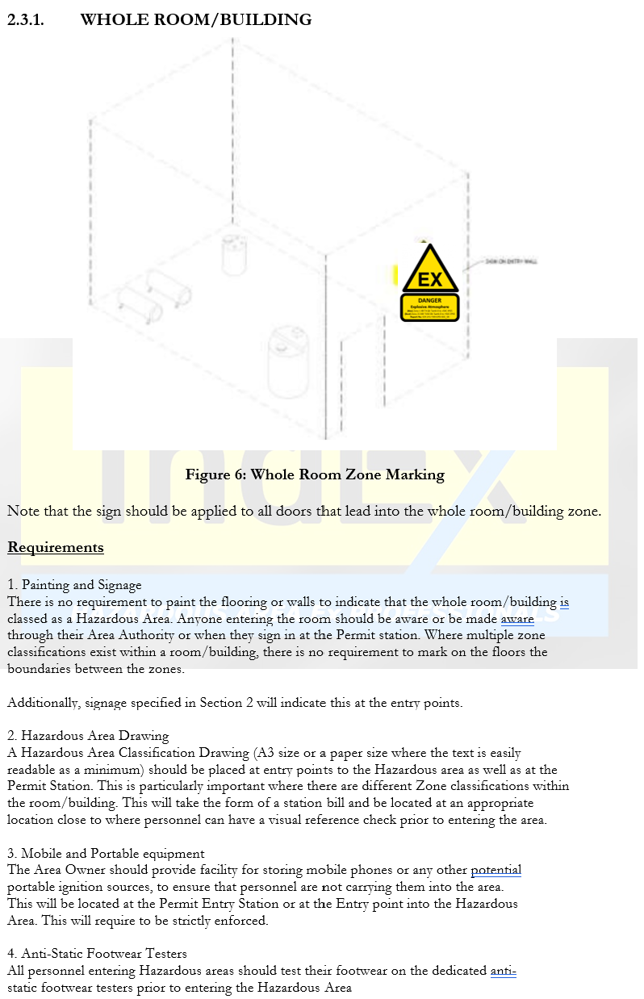 2.3.1. WHOLE ROOM/BUILDING
SIGN ON ENTRY WALL
EX
DANGER
Explosive Atmosphere
Figure 6: Whole Room Zone Marking
Note that the sign should be applied to all doors that lead into the whole room/building zone.
Requirements
1. Painting and Signage
There is no requirement to paint the flooring or walls to indicate that the whole room/building is
classed as a Hazardous Area. Anyone entering the room should be aware or be made aware
through their Area Authority or when they sign in at the Permit station. Where multiple zone
classifications exist within a room/building, there is no requirement to mark on the floors the
boundaries between the zones.
Additionally, signage specified in Section 2 will indicate this at the entry points.
2. Hazardous Area Drawing
A Hazardous Area Classification Drawing (A3 size or a paper size where the text is easily
readable as a minimum) should be placed at entry points to the Hazardous area as well as at the
Permit Station. This is particularly important where there are different Zone classifications within
the room/building. This will take the form of a station bill and be located at an appropriate
location close to where personnel can have a visual reference check prior to entering the area.
3. Mobile and Portable equipment
The Area Owner should provide facility for storing mobile phones or any other potential
portable ignition sources, to ensure that personnel are not carrying them into the area.
This will be located at the Permit Entry Station or at the Entry point into the Hazardous
Area. This will require to be strictly enforced.
4. Anti-Static Footwear Testers
All personnel entering Hazardous areas should test their footwear on the dedicated anti-
static footwear testers prior to entering the Hazardous Area